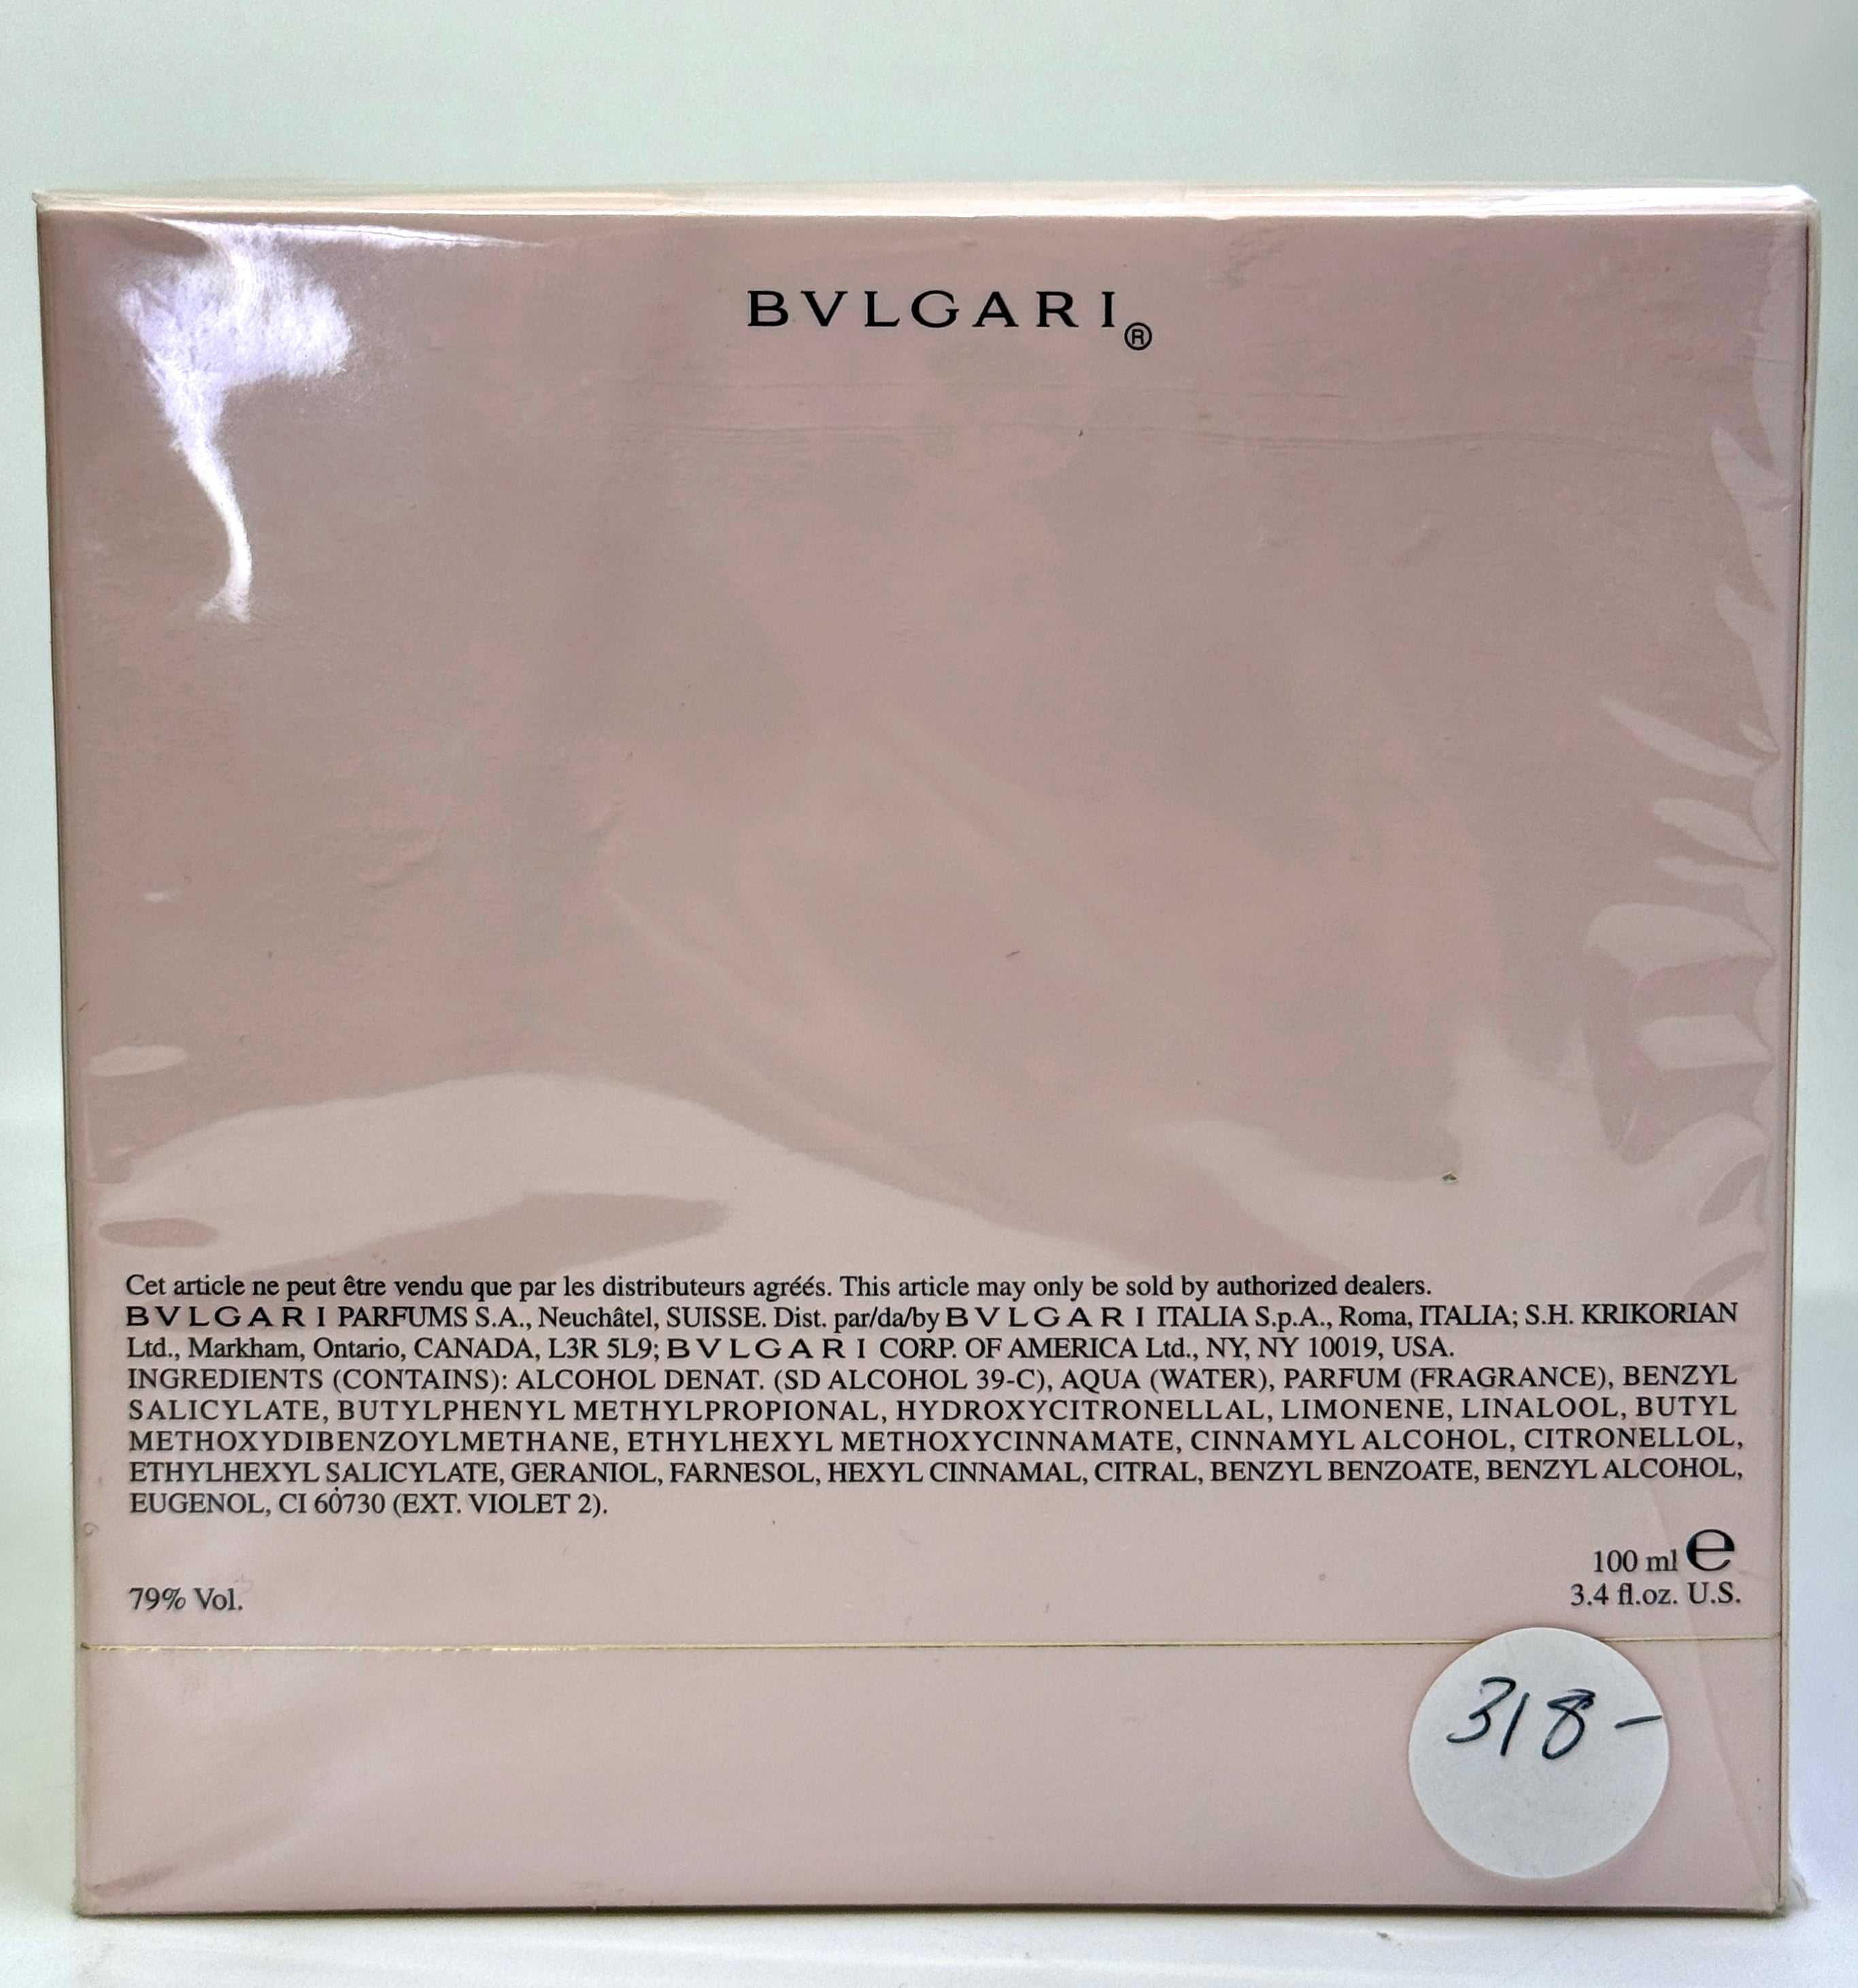 BVLGARI®
Cet article ne peut être vendu que par les distributeurs agréés. This article may only be sold by authorized dealers.
BVLGARI PARFUMS S.A., Neuchâtel, SUISSE. Dist. par/da/by BVLGARI ITALIA S.p.A., Roma, ITALIA; S.H. KRIKORIAN
Ltd., Markham, Ontario, CANADA, L3R 5L9; BVLGARI CORP. OF AMERICA Ltd., NY, NY 10019, USA.
INGREDIENTS (CONTAINS): ALCOHOL DENAT. (SD ALCOHOL 39-C), AQUA (WATER), PARFUM (FRAGRANCE), BENZYL
SALICYLATE, BUTYLPHENYL METHYLPROPIONAL, HYDROXYCITRONELLAL, LIMONENE, LINALOOL, BUTYL
METHOXYDIBENZOYLMETHANE, ETHYLHEXYL METHOXYCINNAMATE, CINNAMYL ALCOHOL, CITRONELLOL,
ETHYLHEXYL SALICYLATE, GERANIOL, FARNESOL, HEXYL CINNAMAL, CITRAL, BENZYL BENZOATE, BENZYL ALCOHOL,
EUGENOL, CI 60730 (EXT. VIOLET 2).
100 ml e
79% Vol.
3.4 fl.oz. U.S.
318-